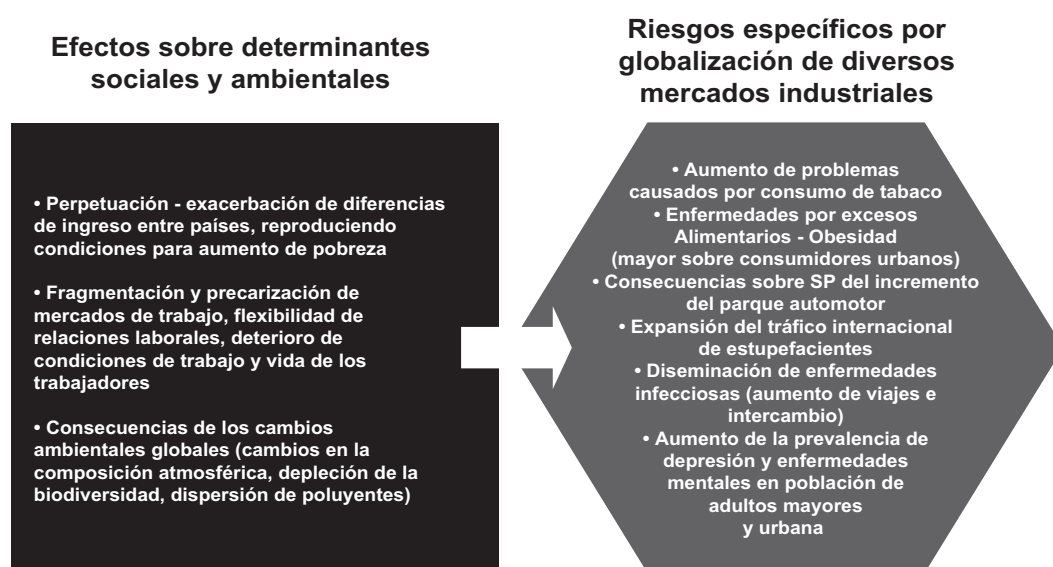 Efectos sobre determinantes
sociales y ambientales
• Perpetuación - exacerbación de diferencias
de ingreso entre países, reproduciendo
condiciones para aumento de pobreza
• Fragmentación y precarización de
mercados de trabajo, flexibilidad de
relaciones laborales, deterioro de
condiciones de trabajo y vida de los
trabajadores
• Consecuencias de los cambios
ambientales globales (cambios en la
composición atmosférica, depleción de la
biodiversidad, dispersión de poluyentes)
Riesgos específicos por
globalización de diversos
mercados industriales
• Aumento de problemas
causados por consumo de tabaco
• Enfermedades por excesos
Alimentarios - Obesidad
(mayor sobre consumidores urbanos)
• Consecuencias sobre SP del incremento
del parque automotor
• Expansión del tráfico internacional
de estupefacientes
• Diseminación de enfermedades
infecciosas (aumento de viajes e
intercambio)
• Aumento de la prevalencia de
depresión y enfermedades
mentales en población de
adultos mayores
y urbana